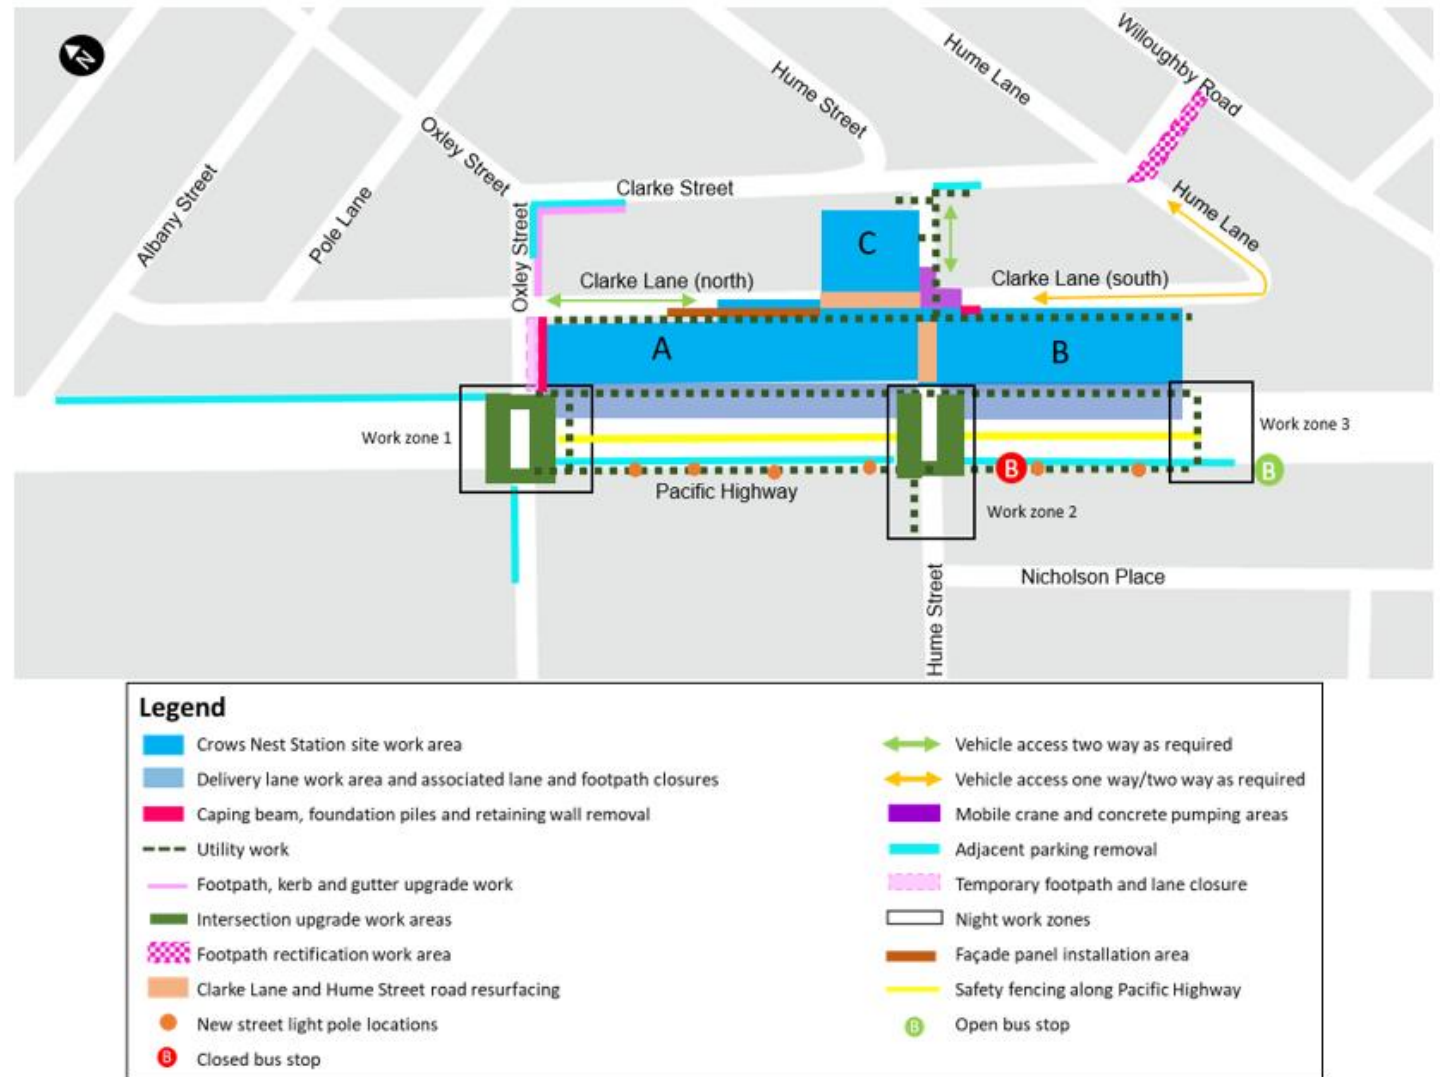 N
Willoughby Road
Hume Lane
Hume Street
Oxley Street
Clarke Street
Albany Street
Pole Lane
Oxley Street
Hume Lane
C
Clarke Lane (north)
Clarke Lane (south)
A
B
Work zone 1
Work zone 3
B
B
Pacific Highway
Work zone 2
Nicholson Place
Hume Street
Legend
Crows Nest Station site work area
Delivery lane work area and associated lane and footpath closures
Caping beam, foundation piles and retaining wall removal
Utility work
Footpath, kerb and gutter upgrade work
Intersection upgrade work areas
Footpath rectification work area
Clarke Lane and Hume Street road resurfacing
New street light pole locations
B Closed bus stop
Vehicle access two way as required
Vehicle access one way/two way as required
Mobile crane and concrete pumping areas
Adjacent parking removal
Temporary footpath and lane closure
Night work zones
Façade panel installation area
Safety fencing along Pacific Highway
B Open bus stop